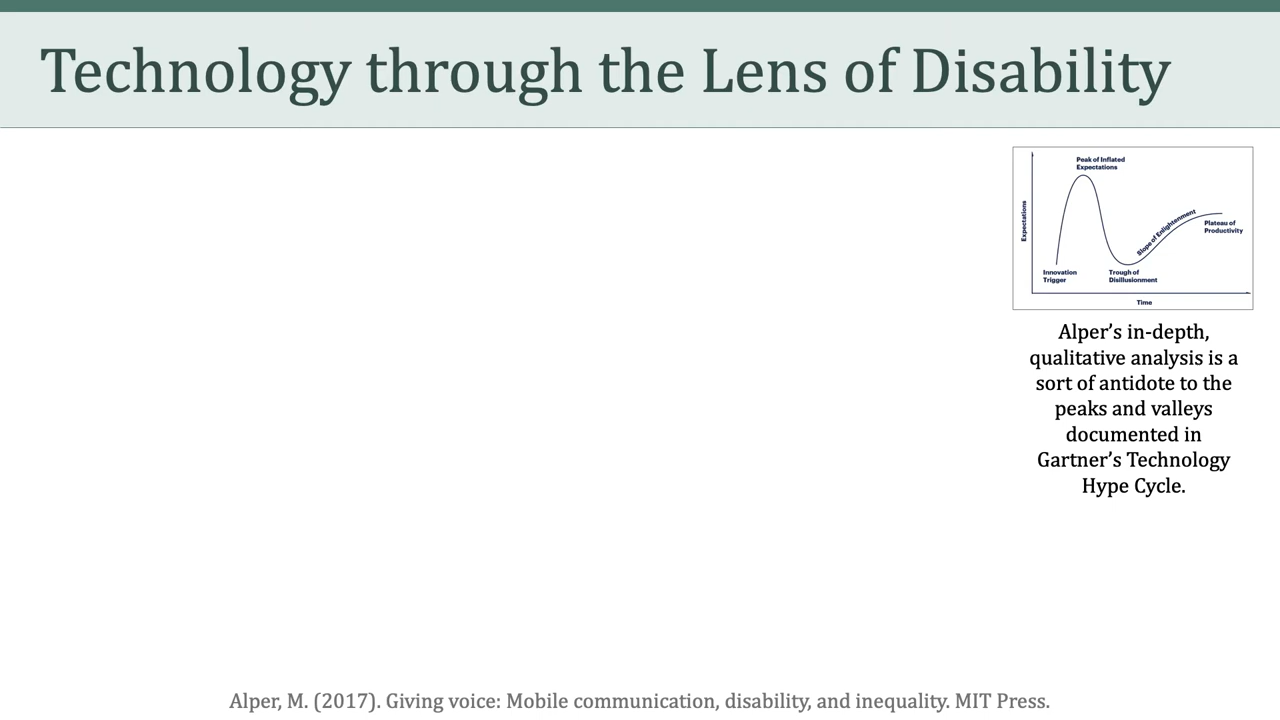 Technology through the Lens of Disability
Peak of Inflated
Expectations
Expectations
Slope of Enlightenment
Plateau of
Productivity
Innovation
Trigger
Trough of
Disillusionment
Time
Alper’s in-depth,
qualitative analysis is a
sort of antidote to the
peaks and valleys
documented in
Gartner’s Technology
Hype Cycle.
Alper, M. (2017). Giving voice: Mobile communication, disability, and inequality. MIT Press.